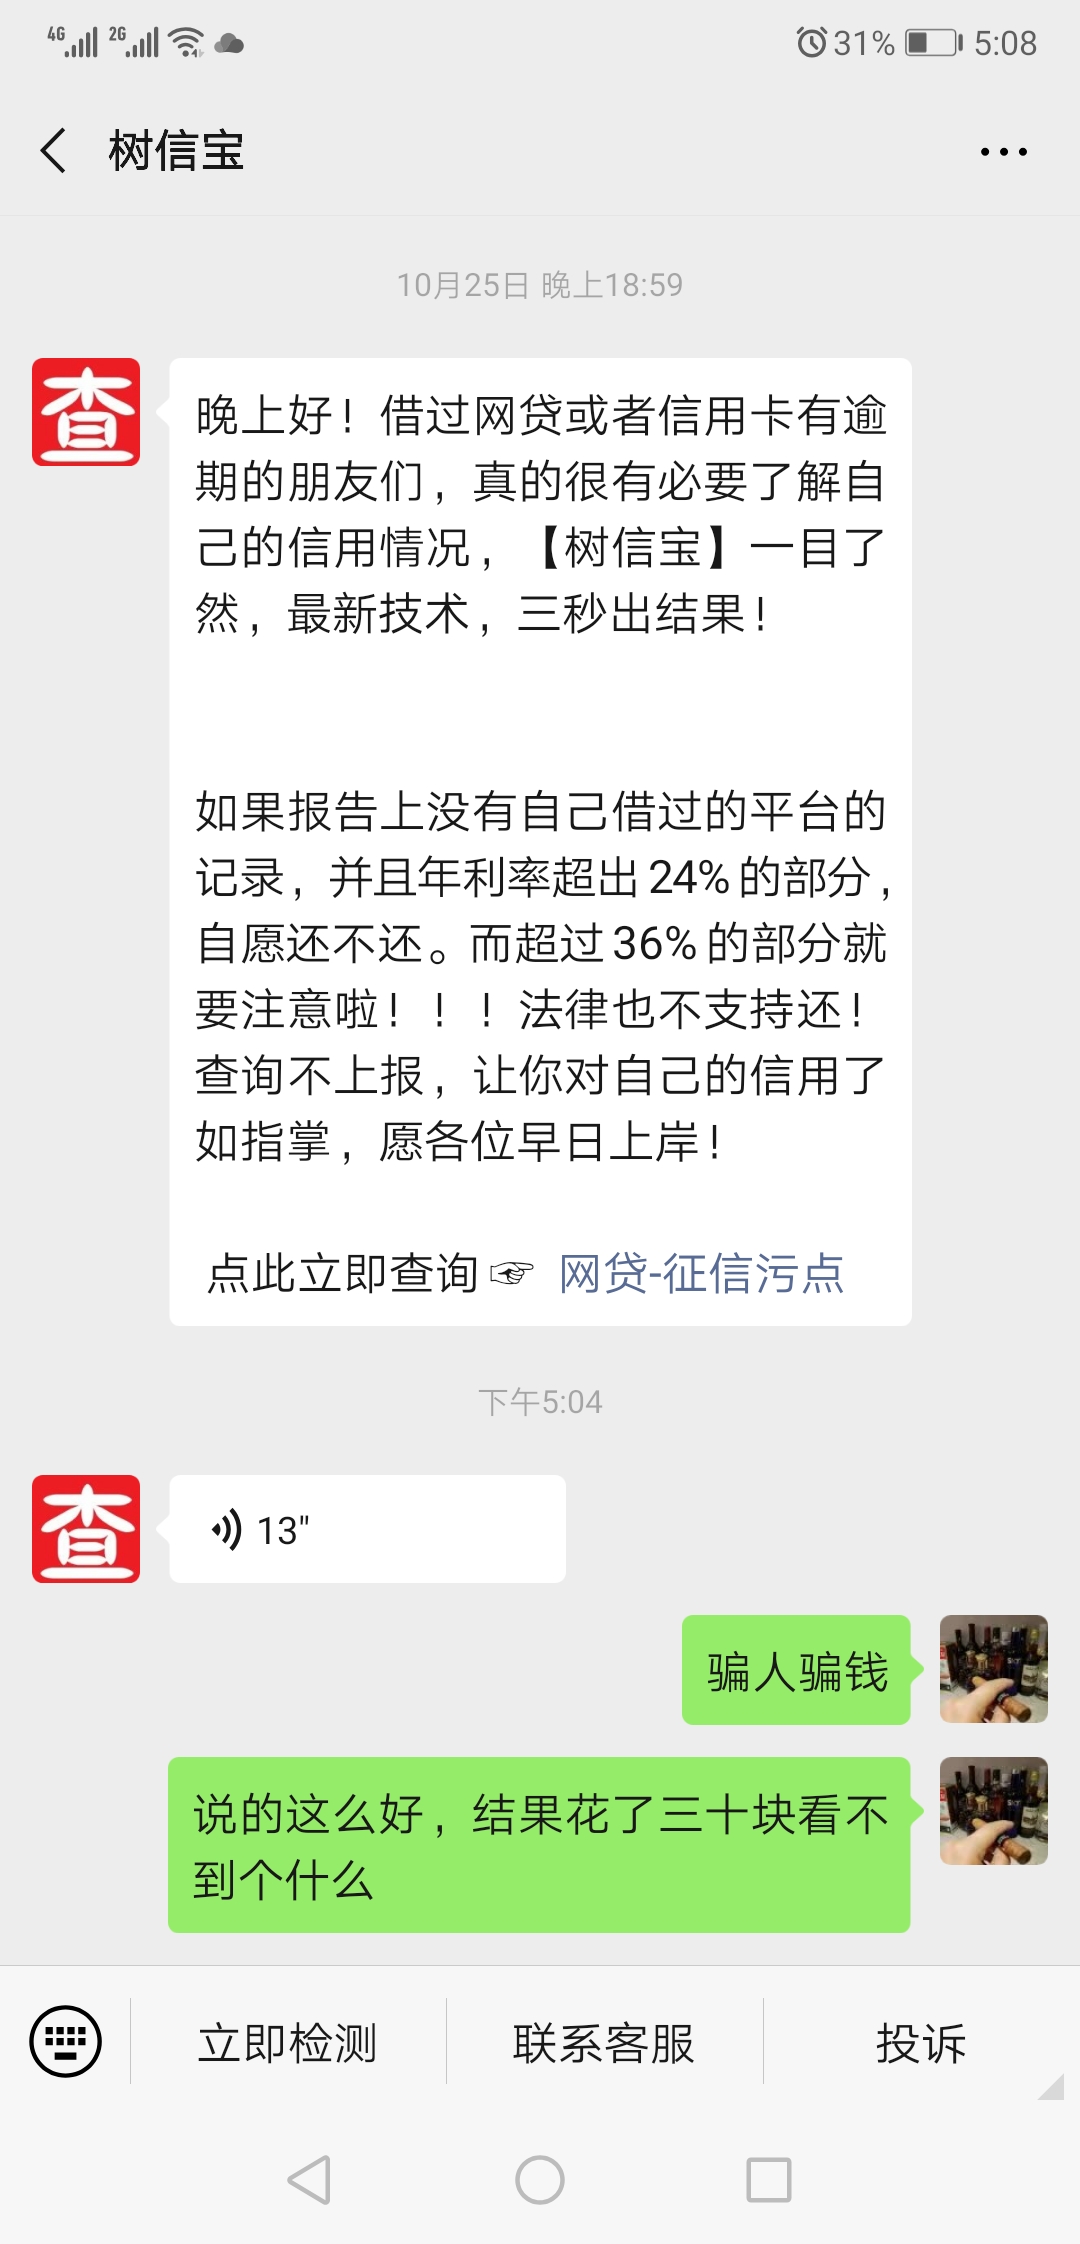 4G 2G 31% 5:08
树信宝
10月25日 晚上18:59
查
晚上好！借过网贷或者信用卡有逾
期的朋友们，真的很有必要了解自
己的信用情况，【树信宝】一目了
然，最新技术，三秒出结果！
如果报告上没有自己借过的平台的
记录，并且年利率超出24%的部分，
自愿还不还。而超过36%的部分就
要注意啦！！！法律也不支持还！
查询不上报，让你对自己的信用了
如指掌，愿各位早日上岸！
点此立即查询☞ 网贷-征信污点
下午5:04
查
13"
骗人骗钱
说的这么好，结果花了三十块看不
到个什么
立即检测 联系客服 投诉